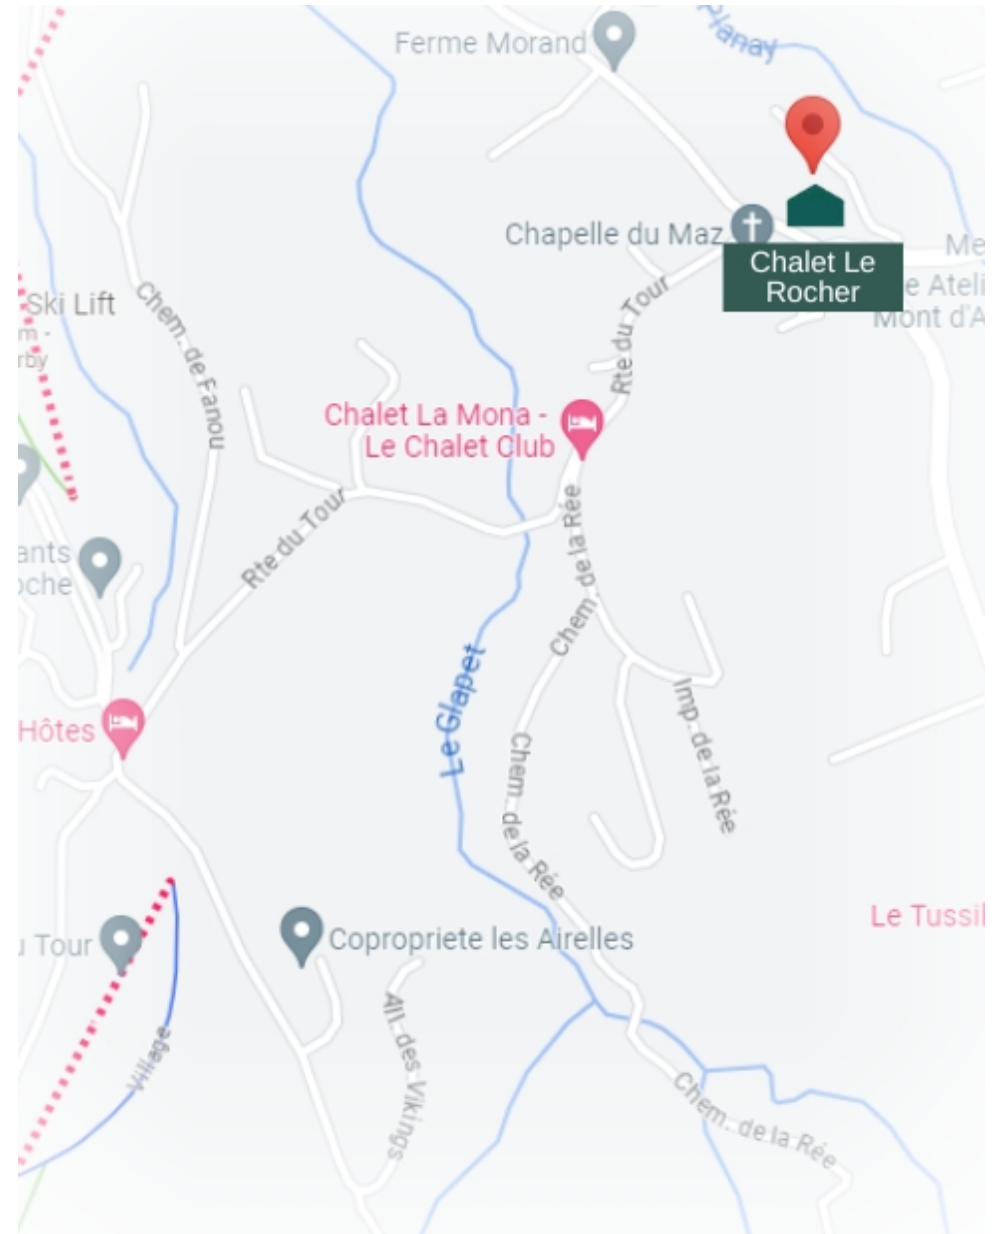 Planay
Ferme Morand
Chapelle du Maz
Chalet Le
Rocher
Me
e Ateli
Mont d'A
Ski Lift
m -
rby
Chem. de Fanou
Rte du Tour
Chalet La Mona -
Le Chalet Club
Rte du Tour
Chem. de la Rée
ants
oche
Chem.
Le Glapet
Imp. de la Rée
Hôtes
Chem. de la Rée
Le Tussil
u Tour
Copropriete les Airelles
All. des Vikings
Village
Chem. de la Rée